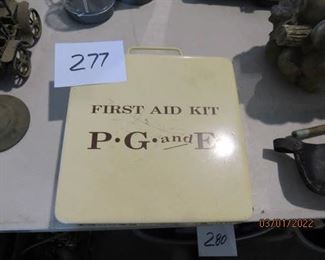 277
FIRST AID KIT
P·G·and E·
280
03/01/2022